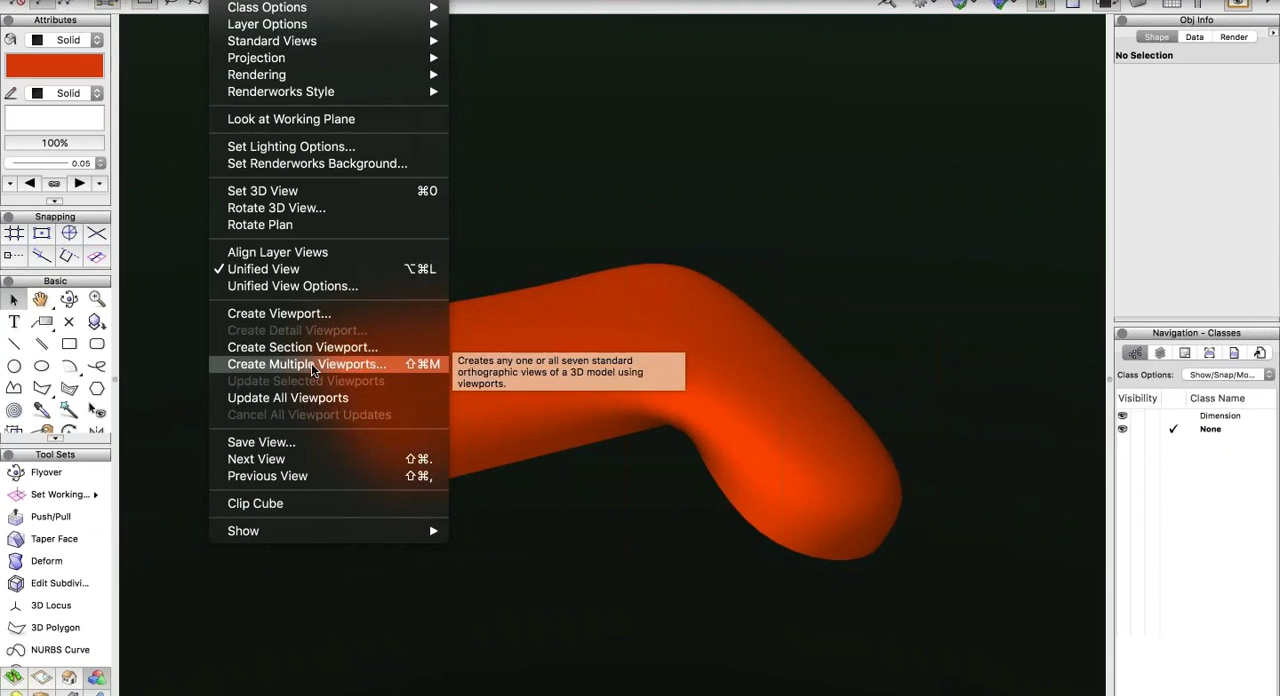 Attributes
Solid
Solid
100%
0.05
Snapping
Basic
T
Tool Sets
Flyover
Set Working...
Push/Pull
Taper Face
Deform
Edit Subdivi...
3D Locus
3D Polygon
NURBS Curve
Class Options
Layer Options
Standard Views
Projection
Rendering
Renderworks Style
Look at Working Plane
Set Lighting Options...
Set Renderworks Background...
Set 3D View ⌘0
Rotate 3D View...
Rotate Plan
Align Layer Views
✓ Unified View ⌥⌘L
Unified View Options...
Create Viewport...
Create Detail Viewport...
Create Section Viewport...
Create Multiple Viewports... ⇧⌘M
Update Selected Viewports
Update All Viewports
Cancel All Viewport Updates
Save View...
Next View ⇧⌘.
Previous View ⇧⌘,
Clip Cube
Show
Creates any one or all seven standard
orthographic views of a 3D model using
viewports.
Obj Info
Shape Data Render
No Selection
Navigation - Classes
Class Options: Show/Snap/Mo...
Visibility Class Name
Dimension
✓ None